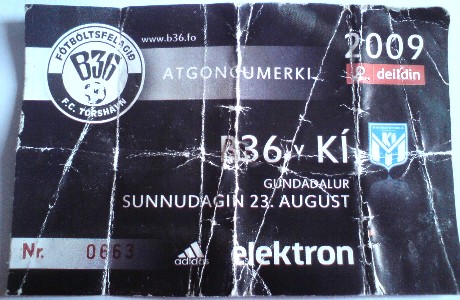 FÓTBÓLTSFELAGIÐ
B36
F.C. TÓRSHAVN
www.b36.fo
2009
deildin
ATGONGUMERKI
B36 v KÍ
KÍ
GUNDADALUR
SUNNUDAGIN 23. AUGUST
Nr. 0663
adidas
elektron